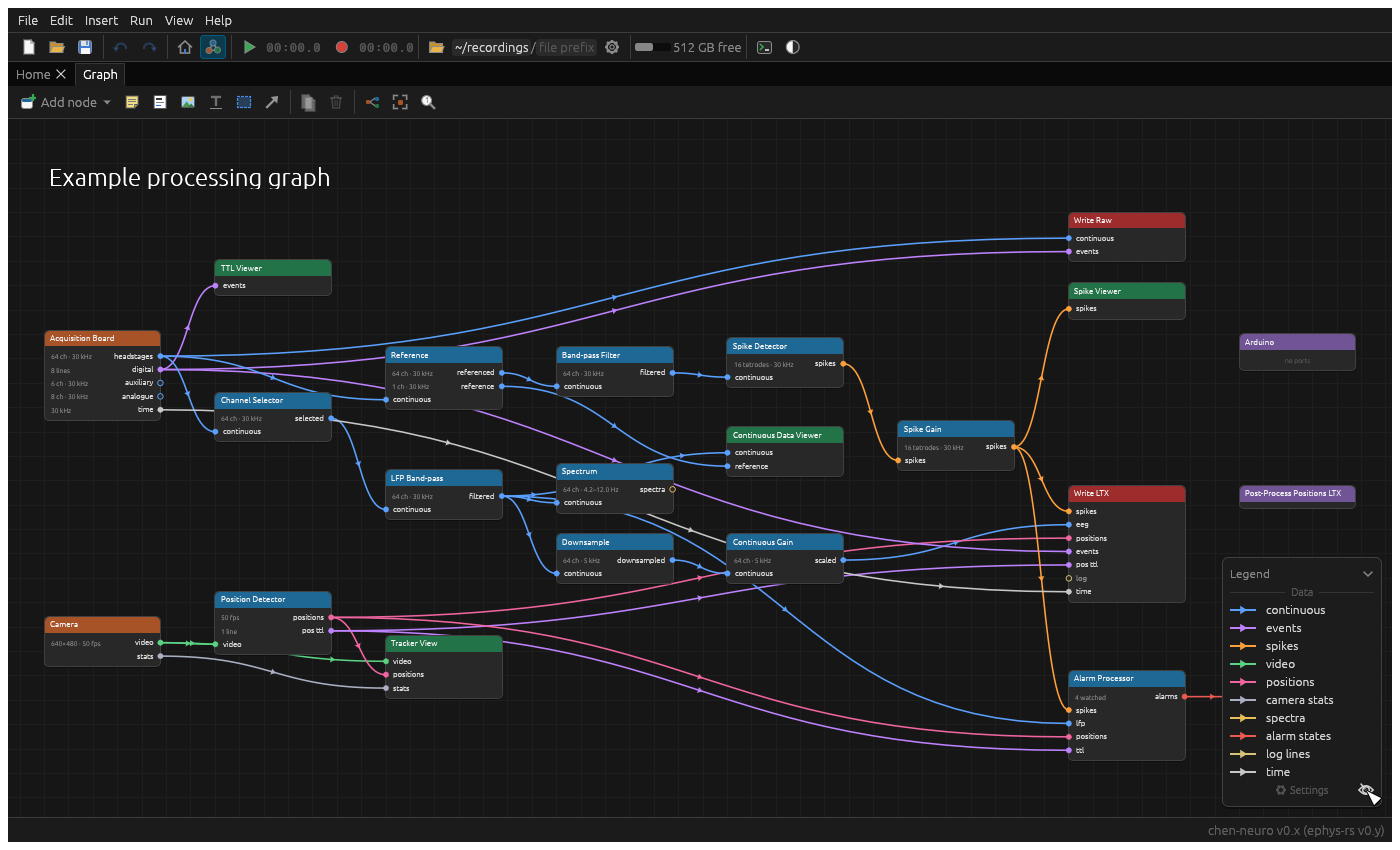 File Edit Insert Run View Help
00:00.0 00:00.0 ~/recordings/file prefix 512 GB free
Home Graph
Add node
Example processing graph
Write Raw
continuous
events
TTL Viewer
events
Spike Viewer
spikes
Acquisition Board
64 ch · 30 kHz headstages
8 lines digital
6 ch · 30 kHz auxiliary
8 ch · 30 kHz analogue
30 kHz time
Channel Selector
64 ch · 30 kHz selected
continuous
Reference
64 ch · 30 kHz referenced
1 ch · 30 kHz reference
continuous
Band-pass Filter
64 ch · 30 kHz filtered
continuous
Spike Detector
16 tetrodes · 30 kHz spikes
continuous
Arduino
no ports
Continuous Data Viewer
continuous
reference
Spike Gain
16 tetrodes · 30 kHz spikes
spikes
LFP Band-pass
64 ch · 30 kHz filtered
continuous
Spectrum
64 ch · 4.2–12.0 Hz spectra
continuous
Downsample
64 ch · 5 kHz downsampled
continuous
Continuous Gain
64 ch · 5 kHz scaled
continuous
Write LTX
spikes
eeg
positions
events
pos ttl
log
time
Post-Process Positions LTX
Camera
640×480 · 50 fps video
stats
Position Detector
50 fps positions
1 line pos ttl
video
Tracker View
video
positions
stats
Alarm Processor
4 watched alarms
spikes
lfp
positions
ttl
Legend
Data
continuous
events
spikes
video
positions
camera stats
spectra
alarm states
log lines
time
Settings
chen-neuro v0.x (ephys-rs v0.y)